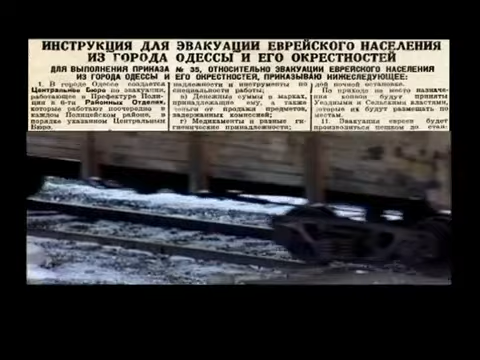 ИНСТРУКЦИЯ ДЛЯ ЭВАКУАЦИИ ЕВРЕЙСКОГО НАСЕЛЕНИЯ
ИЗ ГОРОДА ОДЕССЫ И ЕГО ОКРЕСТНОСТЕЙ
ДЛЯ ВЫПОЛНЕНИЯ ПРИКАЗА № 35, ОТНОСИТЕЛЬНО ЭВАКУАЦИИ ЕВРЕЙСКОГО НАСЕЛЕНИЯ
ИЗ ГОРОДА ОДЕССЫ И ЕГО ОКРЕСТНОСТЕЙ, ПРИКАЗЫВАЮ НИЖЕСЛЕДУЮЩЕЕ:
1. В городе Одессе создается
Центральное Бюро по эвакуации,
работающее в Префектуре Поли-
ции и 6-ти Районных Отделах,
которые работают поочередно в
каждом Полицейском районе, в
порядке указанном Центральным
Бюро.
надлежности и инструменты по
специальности работы;
в) Денежные суммы в марках,
принадлежащие ему, а также
деньги от продажи предметов,
задержанных комиссией;
г) Медикаменты и разные ги-
гиенические принадлежности;
дой ночной остановке.
По приходе на место назначе-
ния конвои будут приняты
Уездными и Сельскими властями,
которые их будут размещать по
местам.
11. Эвакуация евреев будет
производиться пешком до стан-